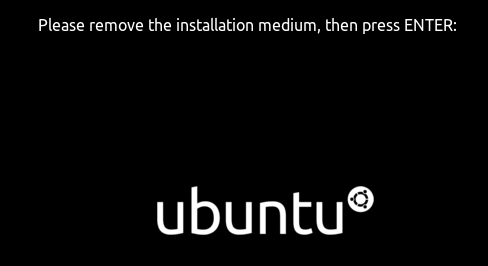 Please remove the installation medium, then press ENTER:
ubuntu